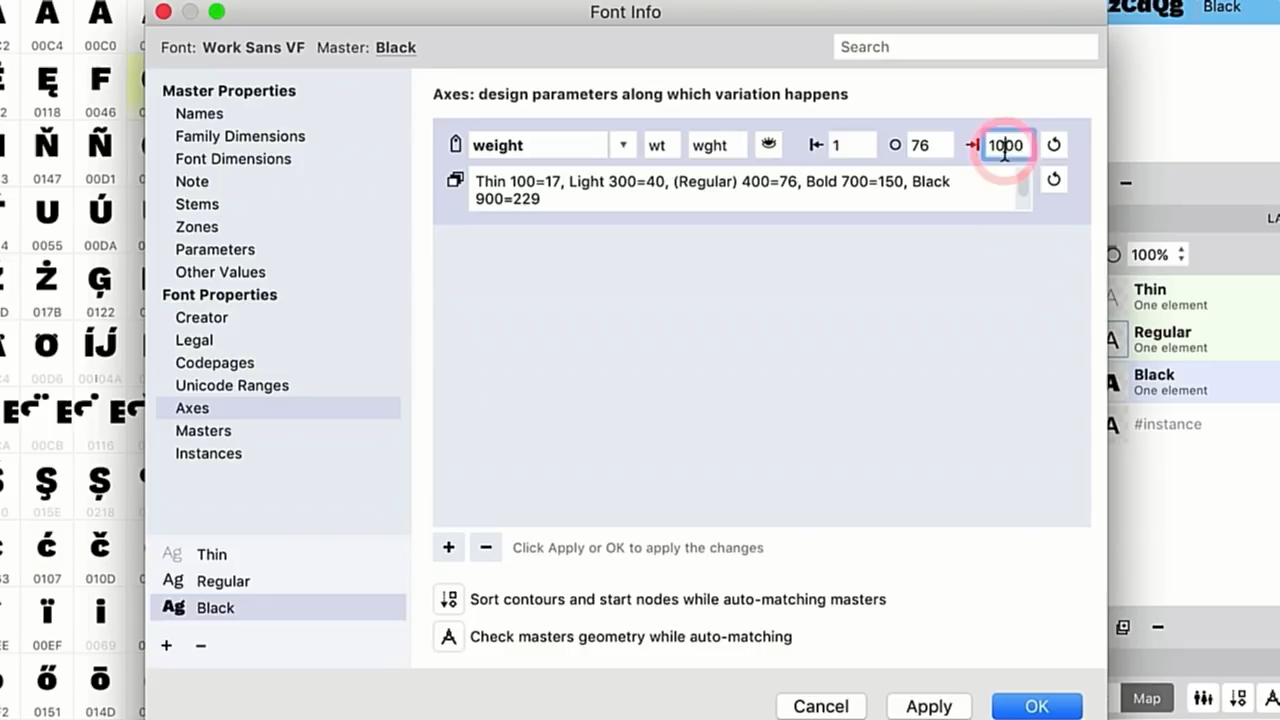 Font Info
Font: Work Sans VF Master: Black
Search
Master Properties
Names
Family Dimensions
Font Dimensions
Note
Stems
Zones
Parameters
Other Values
Font Properties
Creator
Legal
Codepages
Unicode Ranges
Axes
Masters
Instances
Ag Thin
Ag Regular
Ag Black
+ −
Axes: design parameters along which variation happens
weight wt wght 1 76 1000
Thin 100=17, Light 300=40, (Regular) 400=76, Bold 700=150, Black
900=229
+ − Click Apply or OK to apply the changes
Sort contours and start nodes while auto-matching masters
Check masters geometry while auto-matching
Cancel Apply OK
Black
100%
Thin
One element
Regular
One element
Black
One element
#instance
Map
00C4 00C0
Ę F
0118 0046
Ñ Ñ
0147 00D1
U Ú
0055 00DA
Ż Ģ
017B 0122
Ö ÍJ́
00D6 00I04A
00CB 0116
Ş Ș
015E 0218
ć č
0107 010D
ï i
00EF 0069
ő ō
0151 014D